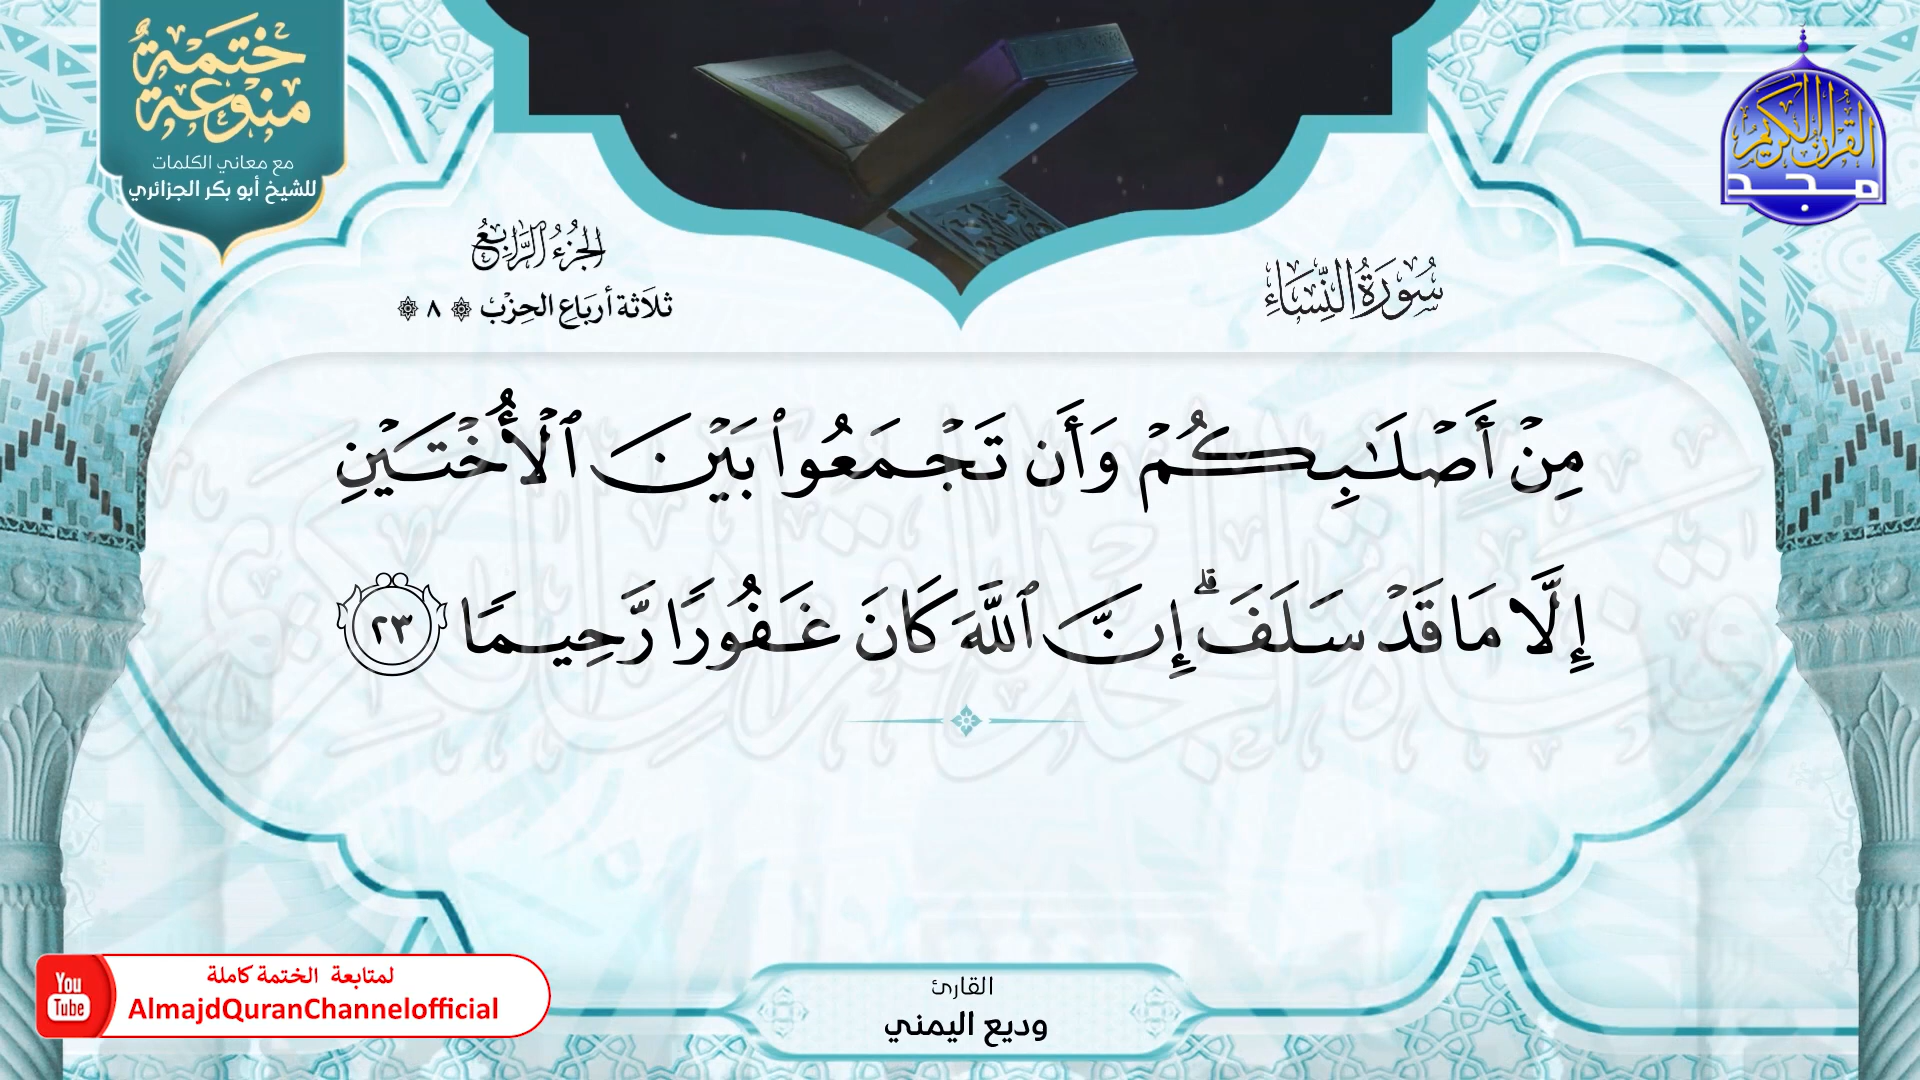 ختمة
منوعة
مع معاني الكلمات
للشيخ أبو بكر الجزائري
القرآن الكريم
مجد
الجزء الرابع
ثلاثة أرباع الحزب ۞ ٨ ۞
سورة النساء
مِنْ أَصْلَـٰبِكُمْ وَأَن تَجْمَعُوا۟ بَيْنَ ٱلْأُخْتَيْنِ
إِلَّا مَا قَدْ سَلَفَ ۗ إِنَّ ٱللَّهَ كَانَ غَفُورًا رَّحِيمًا ٢٣
You
Tube
لمتابعة الختمة كاملة
AlmajdQuranChannelofficial
القارئ
وديع اليمني